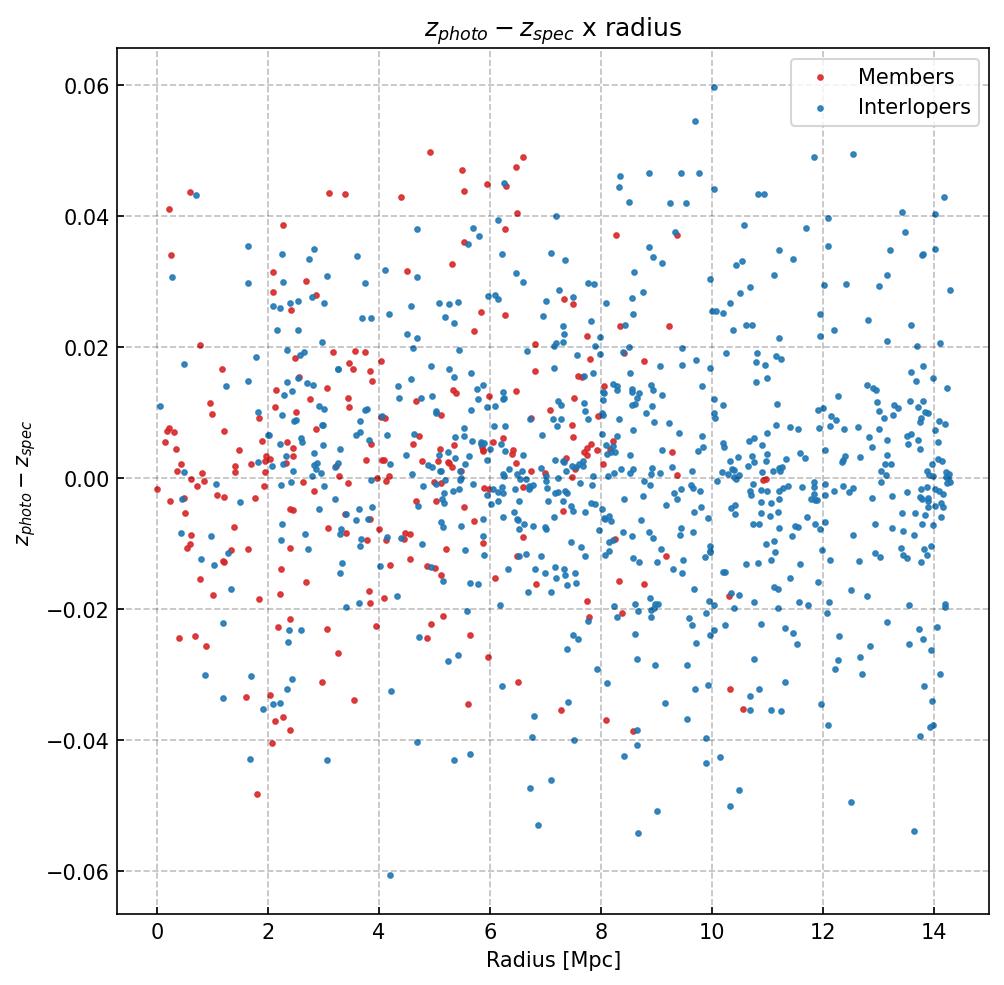 z_photo − z_spec x radius
Members
Interlopers
0.06
0.04
0.02
0.00
−0.02
−0.04
−0.06
z_photo − z_spec
0 2 4 6 8 10 12 14
Radius [Mpc]